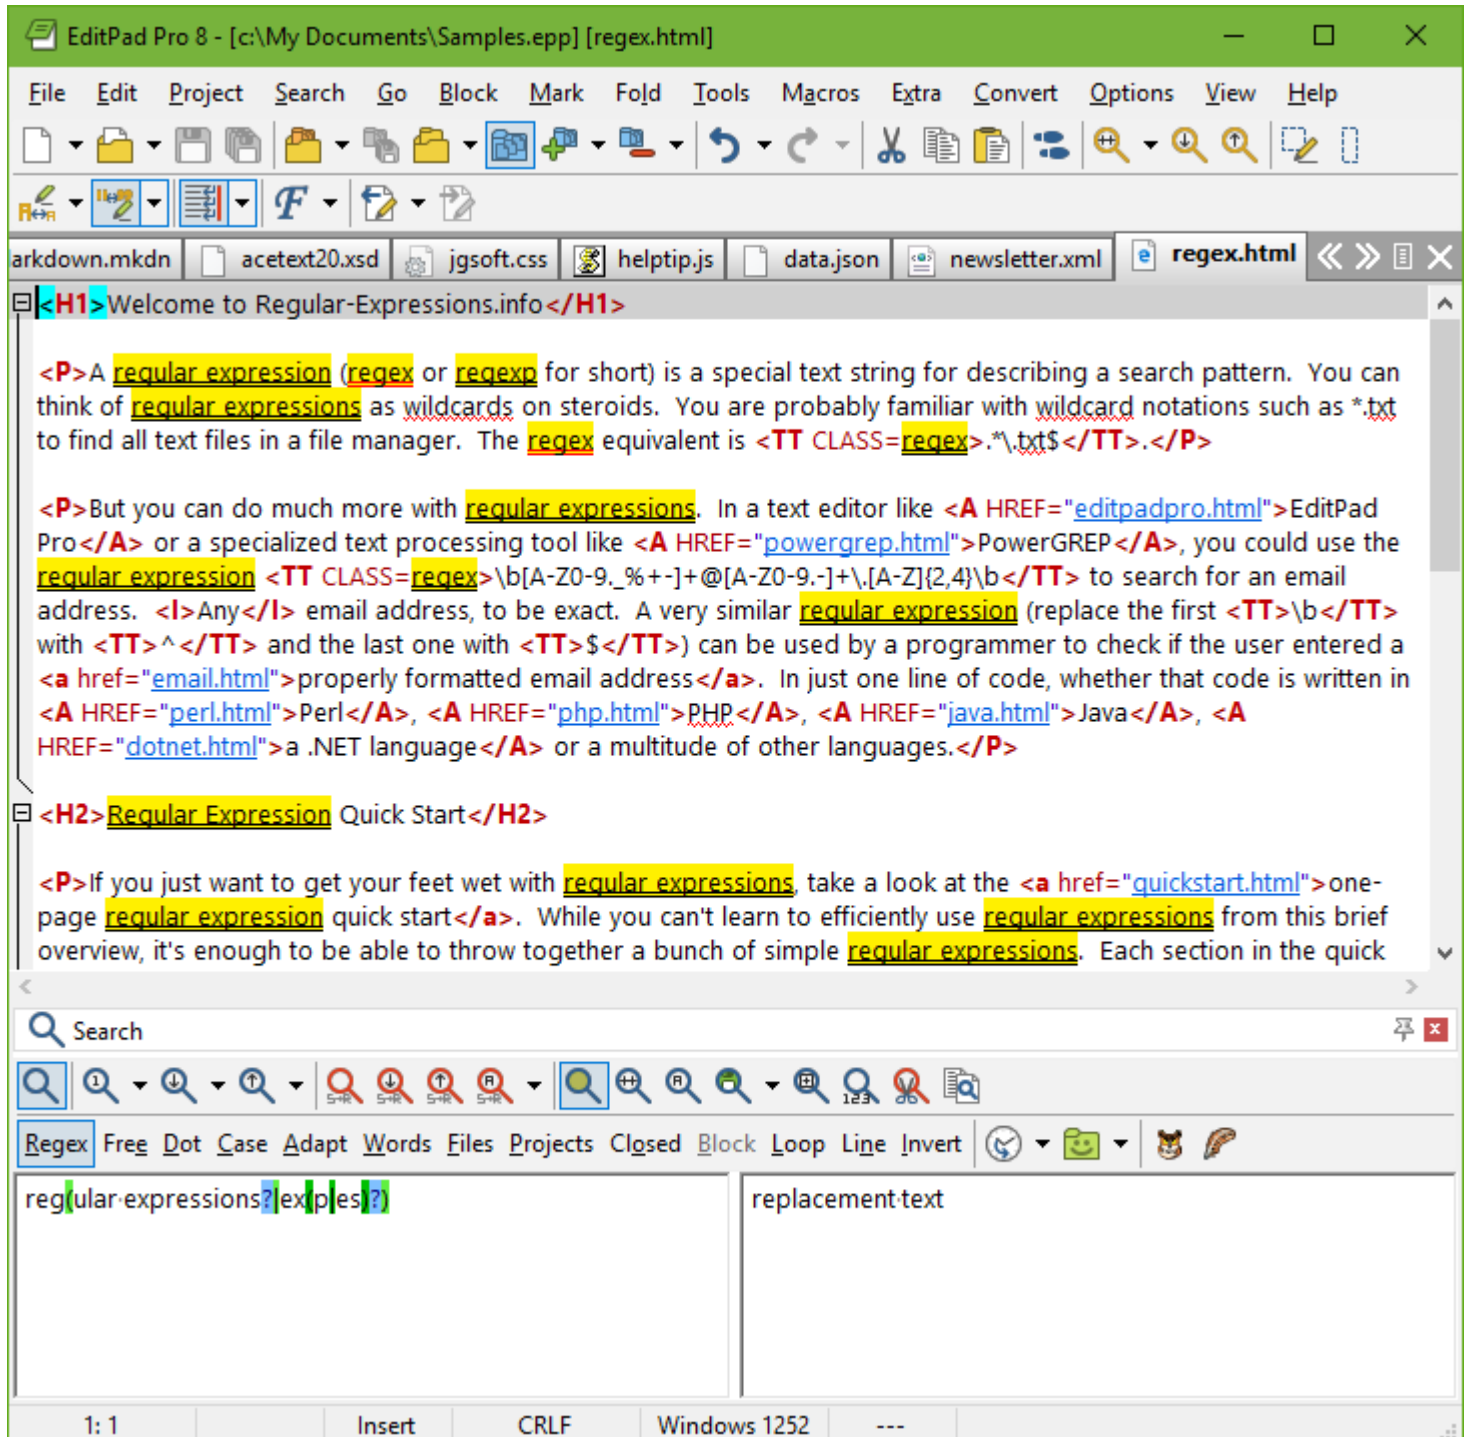 EditPad Pro 8 - [c:\My Documents\Samples.epp] [regex.html]
File Edit Project Search Go Block Mark Fold Tools Macros Extra Convert Options View Help
arkdown.mkdn acetext20.xsd jgsoft.css helptip.js data.json newsletter.xml regex.html
<H1>Welcome to Regular-Expressions.info</H1>
<P>A regular expression (regex or regexp for short) is a special text string for describing a search pattern.  You can
think of regular expressions as wildcards on steroids.  You are probably familiar with wildcard notations such as *.txt
to find all text files in a file manager.  The regex equivalent is <TT CLASS=regex>.*\.txt$</TT>.</P>
<P>But you can do much more with regular expressions.  In a text editor like <A HREF="editpadpro.html">EditPad
Pro</A> or a specialized text processing tool like <A HREF="powergrep.html">PowerGREP</A>, you could use the
regular expression <TT CLASS=regex>\b[A-Z0-9._%+-]+@[A-Z0-9.-]+\.[A-Z]{2,4}\b</TT> to search for an email
address.  <I>Any</I> email address, to be exact.  A very similar regular expression (replace the first <TT>\b</TT>
with <TT>^</TT> and the last one with <TT>$</TT>) can be used by a programmer to check if the user entered a
<a href="email.html">properly formatted email address</a>.  In just one line of code, whether that code is written in
<A HREF="perl.html">Perl</A>, <A HREF="php.html">PHP</A>, <A HREF="java.html">Java</A>, <A
HREF="dotnet.html">a .NET language</A> or a multitude of other languages.</P>
<H2>Regular Expression Quick Start</H2>
<P>If you just want to get your feet wet with regular expressions, take a look at the <a href="quickstart.html">one-
page regular expression quick start</a>.  While you can't learn to efficiently use regular expressions from this brief
overview, it's enough to be able to throw together a bunch of simple regular expressions.  Each section in the quick
Search
Regex Free Dot Case Adapt Words Files Projects Closed Block Loop Line Invert
reg(ular·expressions?|ex(p|es)?)
replacement·text
1: 1 Insert CRLF Windows 1252 ---